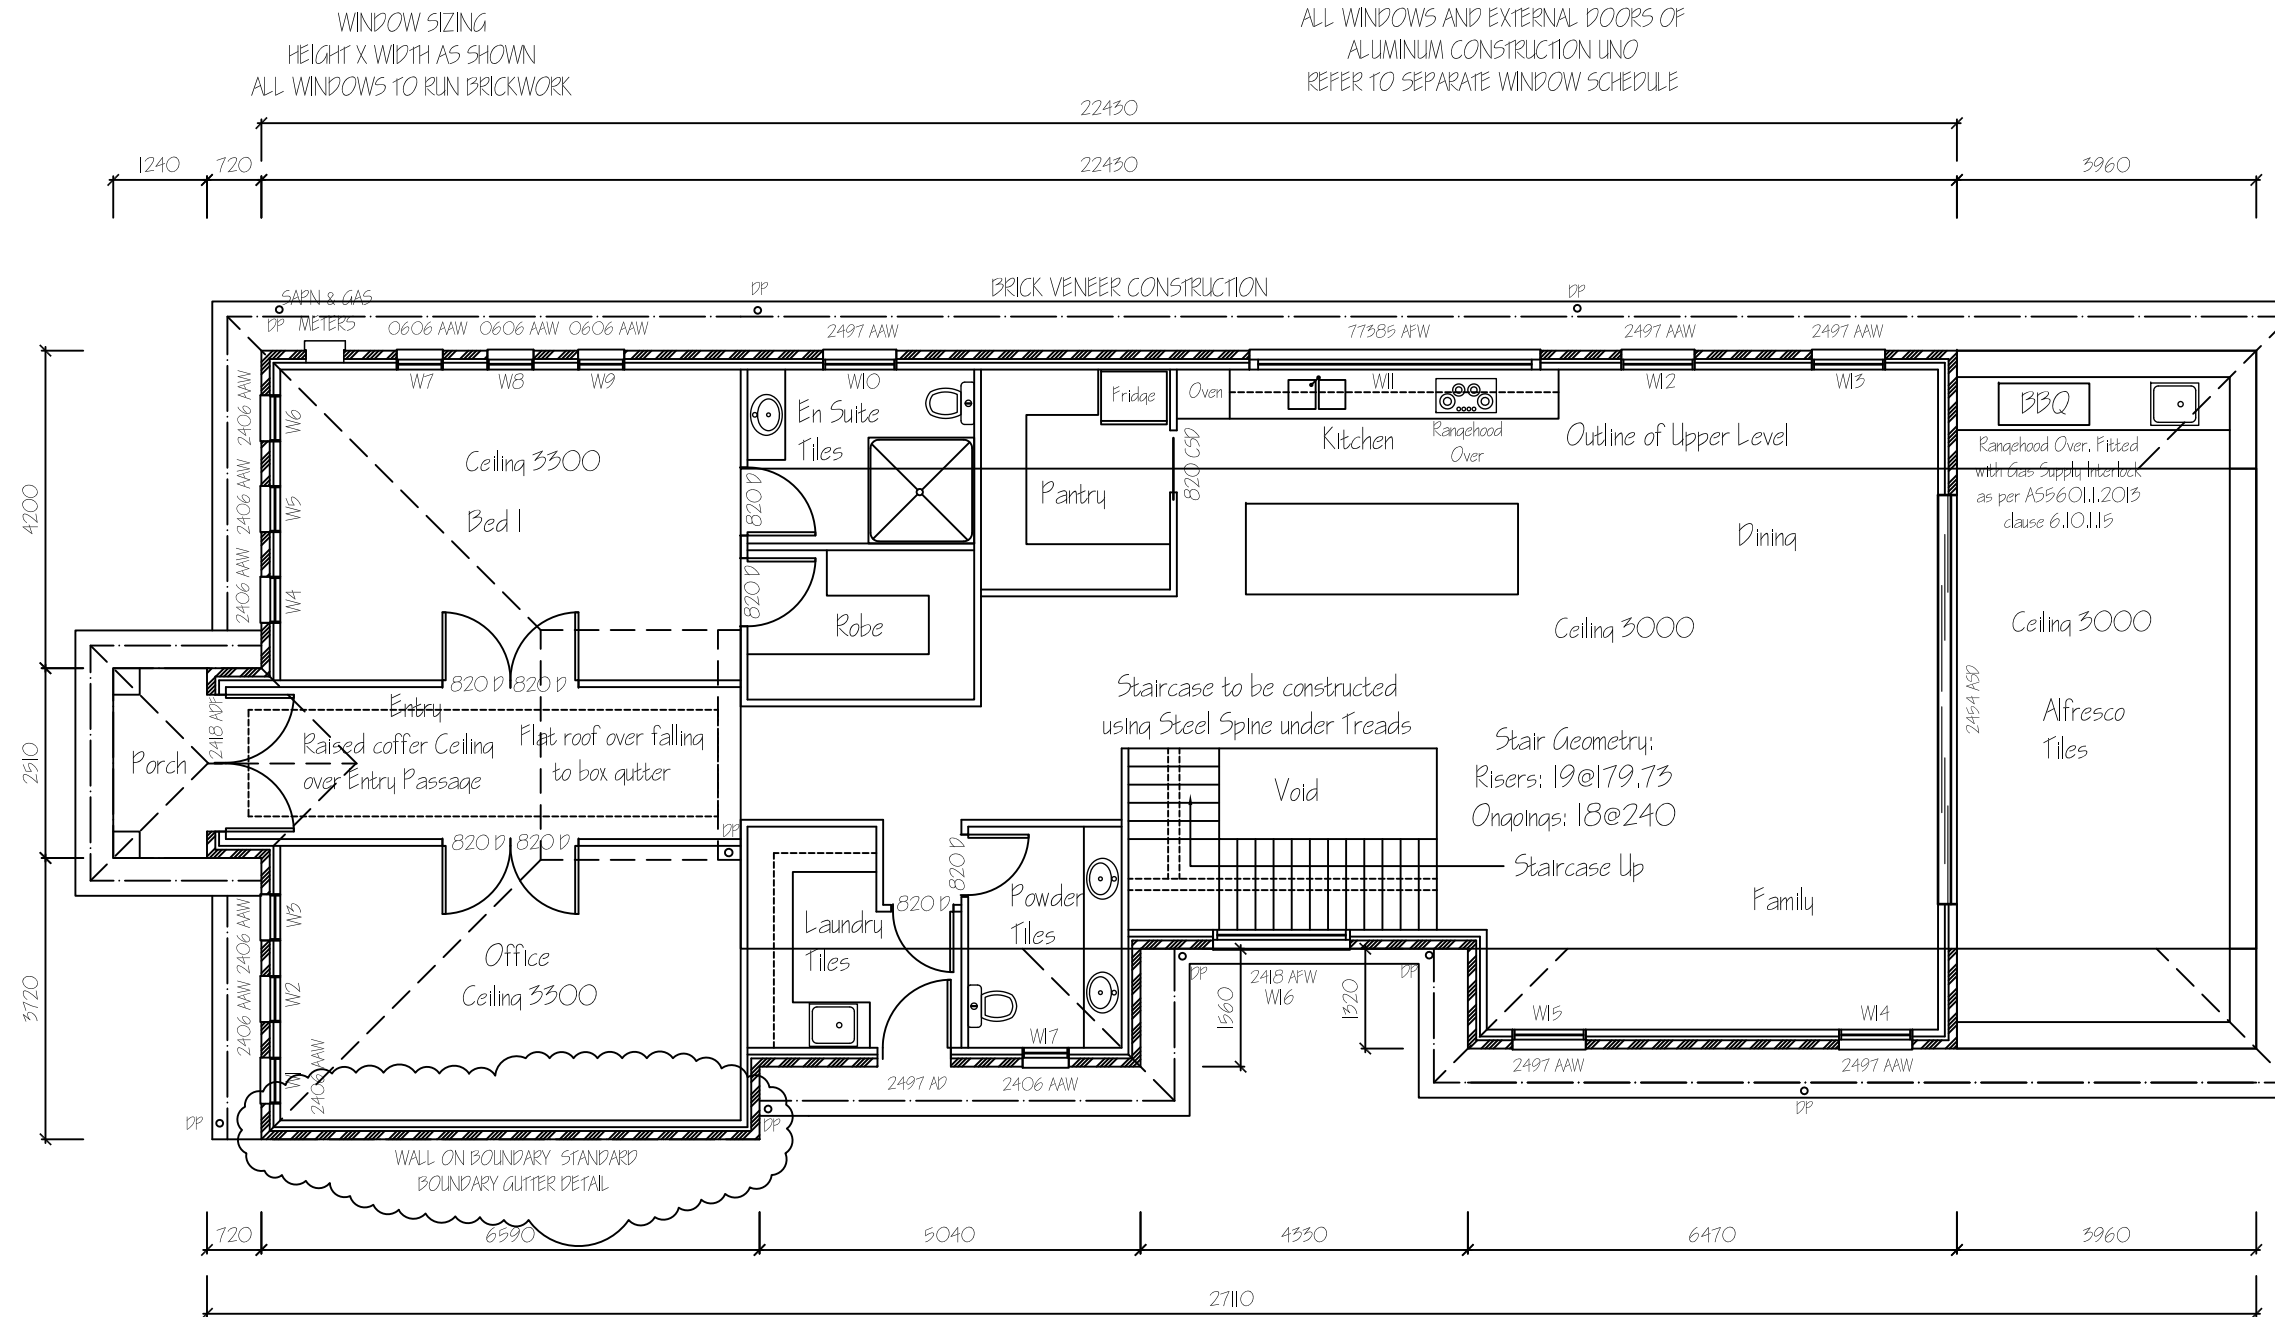 WINDOW SIZING
HEIGHT X WIDTH AS SHOWN
ALL WINDOWS TO RUN BRICKWORK
ALL WINDOWS AND EXTERNAL DOORS OF
ALUMINUM CONSTRUCTION UNO
REFER TO SEPARATE WINDOW SCHEDULE
22430
1240
720
22430
3960
BRICK VENEER CONSTRUCTION
SAPN & GAS
METERS
DP
DP
DP
0606 AAW
0606 AAW
0606 AAW
2497 AAW
77385 AFW
2497 AAW
2497 AAW
W7
W8
W9
W10
W11
W12
W13
2406 AAW
W6
2406 AAW
W5
2406 AAW
W4
4200
2510
3720
Ceiling 3300
Bed 1
En Suite
Tiles
820 D
820 D
Robe
Fridge
Oven
Pantry
820 CSD
Kitchen
Rangehood
Over
Outline of Upper Level
Dining
BBQ
Rangehood Over, Fitted
with Gas Supply Interlock
as per AS5601.1.2013
clause 6.10.1.15
Ceiling 3000
Ceiling 3000
Alfresco
Tiles
2454 ASD
820 D
820 D
Entry
Raised coffer Ceiling
over Entry Passage
Flat roof over falling
to box gutter
2418 ADF
Porch
820 D
820 D
DP
Staircase to be constructed
using Steel Spine under Treads
Stair Geometry:
Risers: 19@179.73
Ongoings: 18@240
Void
Staircase Up
Family
Office
Ceiling 3300
Laundry
Tiles
820 D
820 D
Powder
Tiles
W17
2406 AAW
W3
2406 AAW
W2
2406 AAW
W1
DP
DP
2497 AD
2406 AAW
DP
1560
2418 AFW
W16
1320
DP
W15
W14
2497 AAW
2497 AAW
DP
WALL ON BOUNDARY STANDARD
BOUNDARY GUTTER DETAIL
720
6590
5040
4330
6470
3960
27110